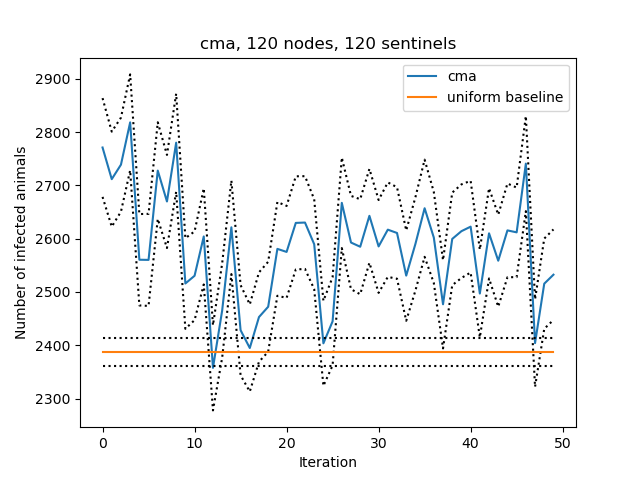 cma, 120 nodes, 120 sentinels
cma
uniform baseline
Number of infected animals
2900
2800
2700
2600
2500
2400
2300
0 10 20 30 40 50
Iteration